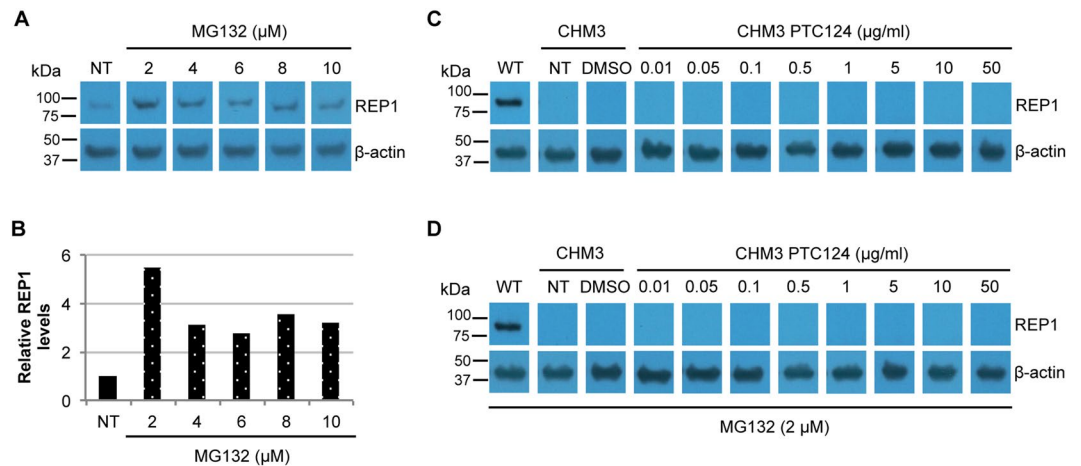 A
MG132 (µM)
kDa NT 2 4 6 8 10
100
75
REP1
50
37
β-actin
B
Relative REP1 levels
6
4
2
0
NT 2 4 6 8 10
MG132 (µM)
C
CHM3 CHM3 PTC124 (µg/ml)
kDa WT NT DMSO 0.01 0.05 0.1 0.5 1 5 10 50
100
75
REP1
50
37
β-actin
D
CHM3 CHM3 PTC124 (µg/ml)
kDa WT NT DMSO 0.01 0.05 0.1 0.5 1 5 10 50
100
75
REP1
50
37
β-actin
MG132 (2 µM)